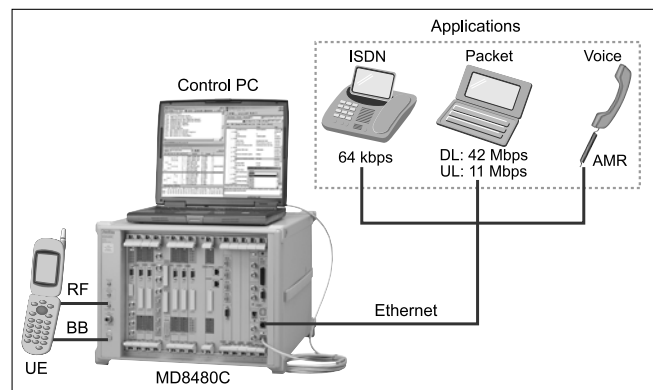 Applications
ISDN
Packet
Voice
Control PC
64 kbps
DL: 42 Mbps
UL: 11 Mbps
AMR
RF
BB
Ethernet
UE
MD8480C